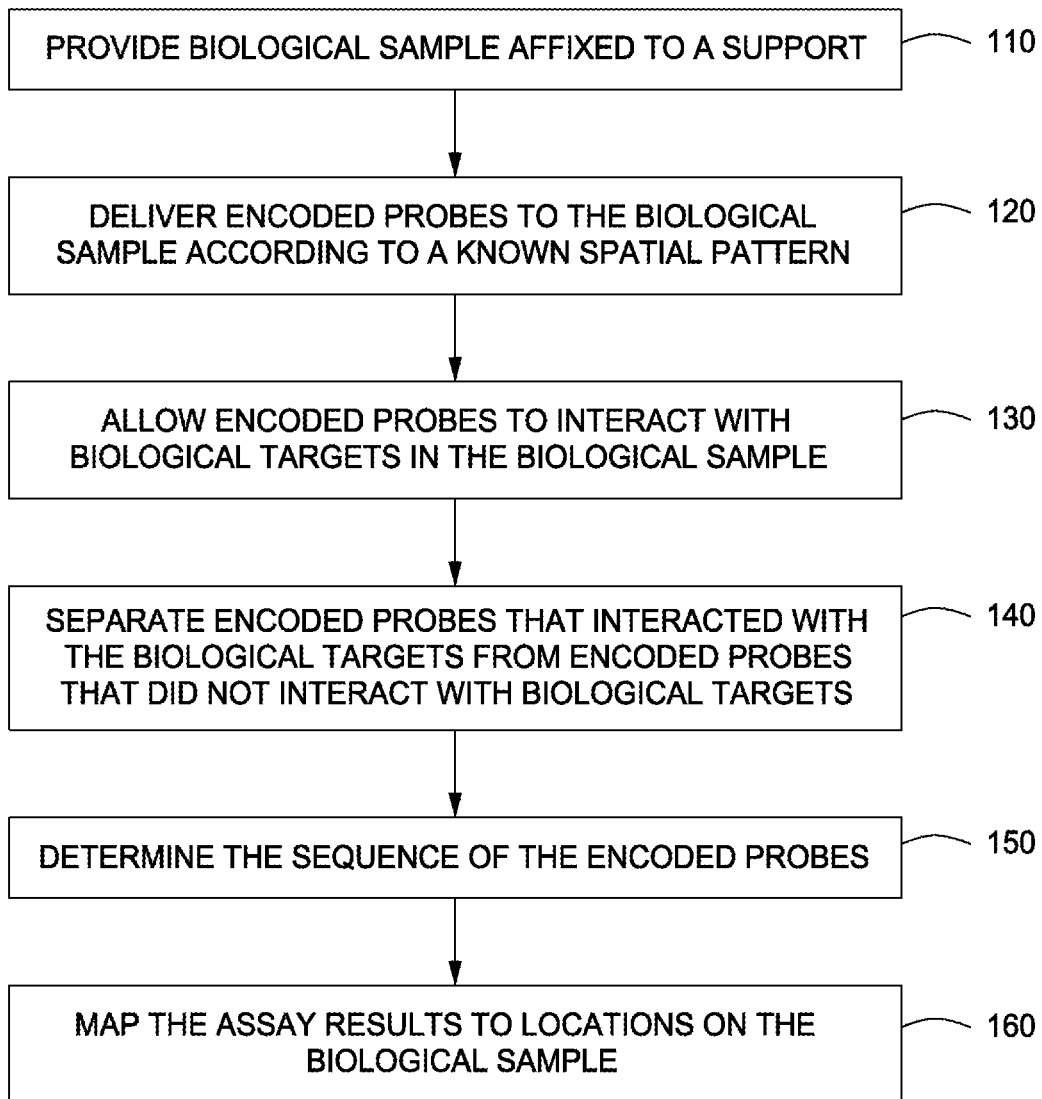 PROVIDE BIOLOGICAL SAMPLE AFFIXED TO A SUPPORT
110
DELIVER ENCODED PROBES TO THE BIOLOGICAL
SAMPLE ACCORDING TO A KNOWN SPATIAL PATTERN
120
ALLOW ENCODED PROBES TO INTERACT WITH
BIOLOGICAL TARGETS IN THE BIOLOGICAL SAMPLE
130
SEPARATE ENCODED PROBES THAT INTERACTED WITH
THE BIOLOGICAL TARGETS FROM ENCODED PROBES
THAT DID NOT INTERACT WITH BIOLOGICAL TARGETS
140
DETERMINE THE SEQUENCE OF THE ENCODED PROBES
150
MAP THE ASSAY RESULTS TO LOCATIONS ON THE
BIOLOGICAL SAMPLE
160